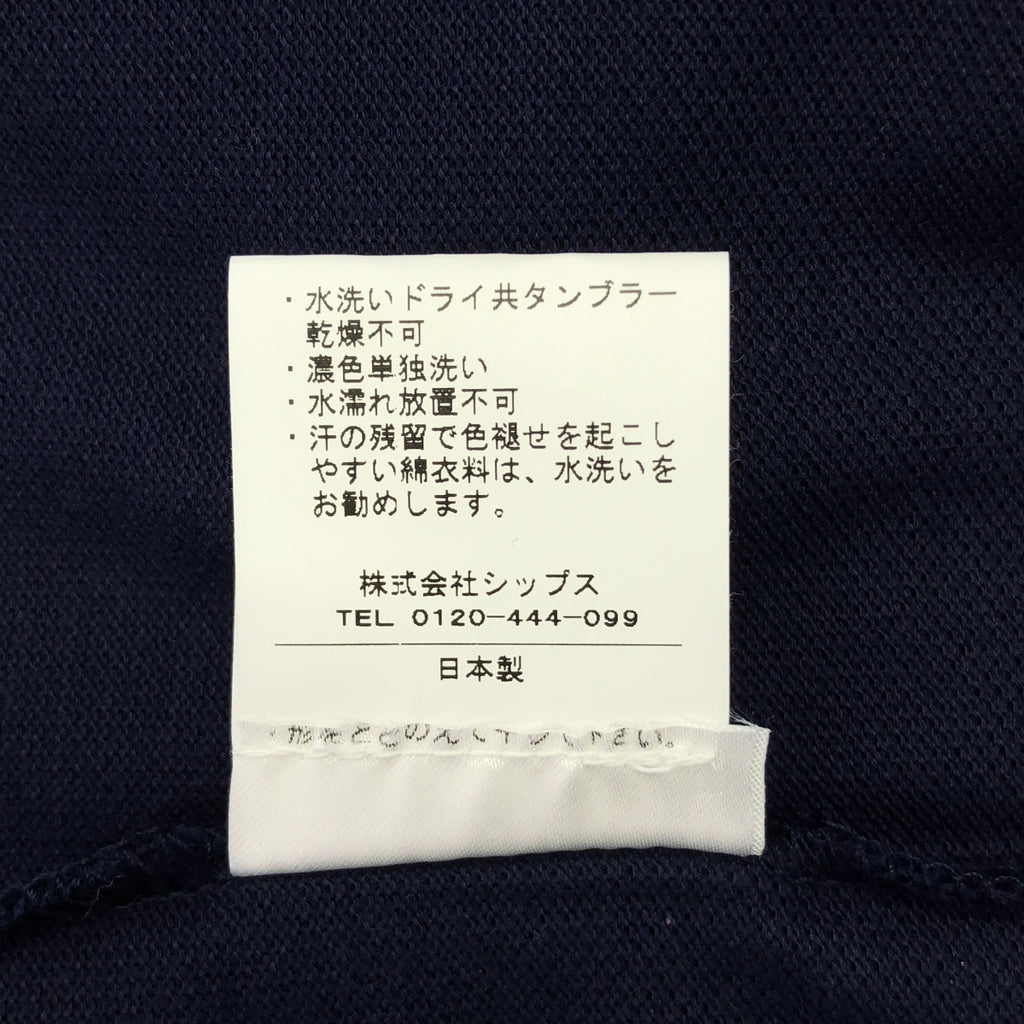 ・水洗いドライ共タンブラー
乾燥不可
・濃色単独洗い
・水濡れ放置不可
・汗の残留で色褪せを起こし
やすい綿衣料は、水洗いを
お勧めします。
株式会社シップス
TEL 0120-444-099
日本製